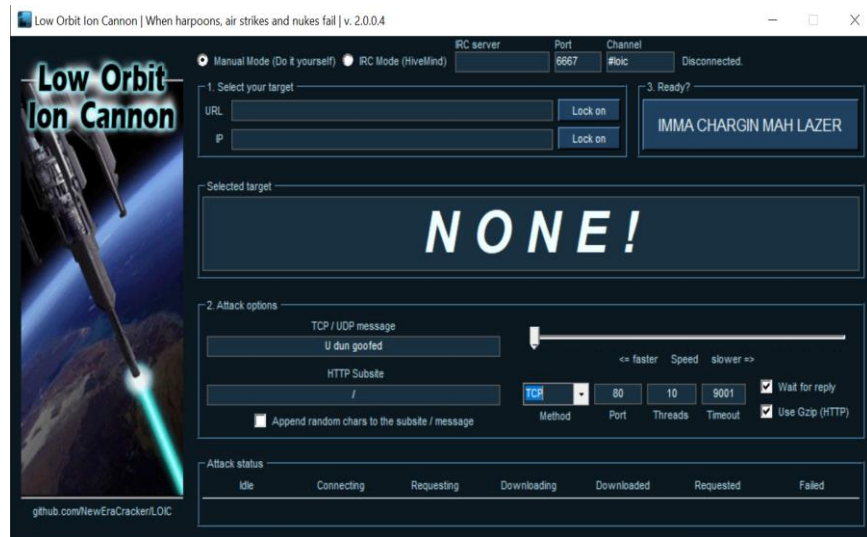 Low Orbit Ion Cannon | When harpoons, air strikes and nukes fail | v. 2.0.0.4
Low Orbit
Ion Cannon
IRC server Port Channel
Manual Mode (Do it yourself) IRC Mode (HiveMind) 6667 #loic Disconnected.
1. Select your target
URL Lock on
IP Lock on
3. Ready?
IMMA CHARGIN MAH LAZER
Selected target
NONE!
2. Attack options
TCP / UDP message
U dun goofed
HTTP Subsite
/
Append random chars to the subsite / message
<= faster Speed slower =>
TCP 80 10 9001 Wait for reply
Method Port Threads Timeout Use Gzip (HTTP)
Attack status
Idle Connecting Requesting Downloading Downloaded Requested Failed
github.com/NewEraCracker/LOIC